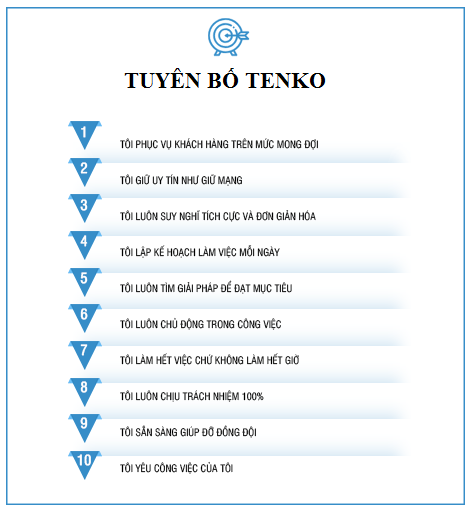 TUYÊN BỐ TENKO
1
TÔI PHỤC VỤ KHÁCH HÀNG TRÊN MỨC MONG ĐỢI
2
TÔI GIỮ UY TÍN NHƯ GIỮ MẠNG
3
TÔI LUÔN SUY NGHĨ TÍCH CỰC VÀ ĐƠN GIẢN HÓA
4
TÔI LẬP KẾ HOẠCH LÀM VIỆC MỖI NGÀY
5
TÔI LUÔN TÌM GIẢI PHÁP ĐỂ ĐẠT MỤC TIÊU
6
TÔI LUÔN CHỦ ĐỘNG TRONG CÔNG VIỆC
7
TÔI LÀM HẾT VIỆC CHỨ KHÔNG LÀM HẾT GIỜ
8
TÔI LUÔN CHỊU TRÁCH NHIỆM 100%
9
TÔI SẴN SÀNG GIÚP ĐỠ ĐỒNG ĐỘI
10
TÔI YÊU CÔNG VIỆC CỦA TÔI